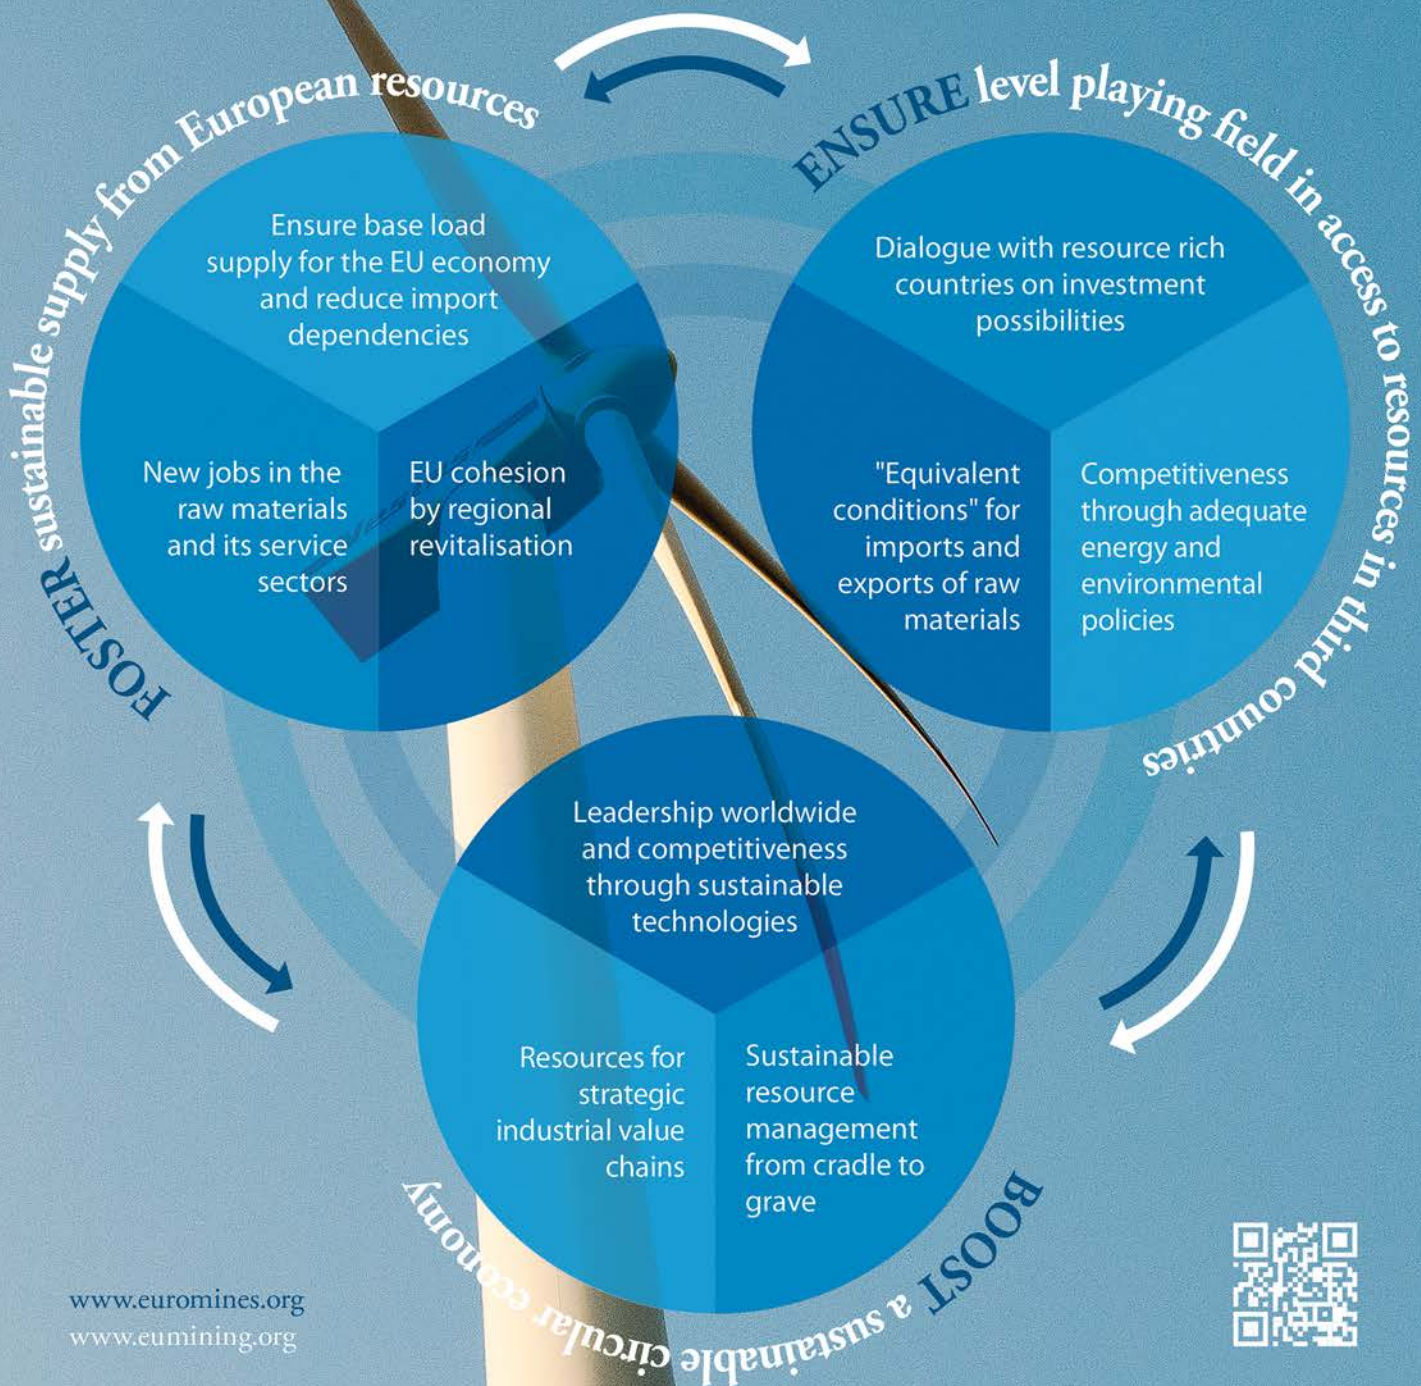 FOSTER sustainable supply from European resources
Ensure base load
supply for the EU economy
and reduce import
dependencies
New jobs in the
raw materials
and its service
sectors
EU cohesion
by regional
revitalisation
ENSURE level playing field in access to resources in third countries
Dialogue with resource rich
countries on investment
possibilities
"Equivalent
conditions" for
imports and
exports of raw
materials
Competitiveness
through adequate
energy and
environmental
policies
Leadership worldwide
and competitiveness
through sustainable
technologies
Resources for
strategic
industrial value
chains
Sustainable
resource
management
from cradle to
grave
BOOST a sustainable circular economy
www.euromines.org
www.eumining.org